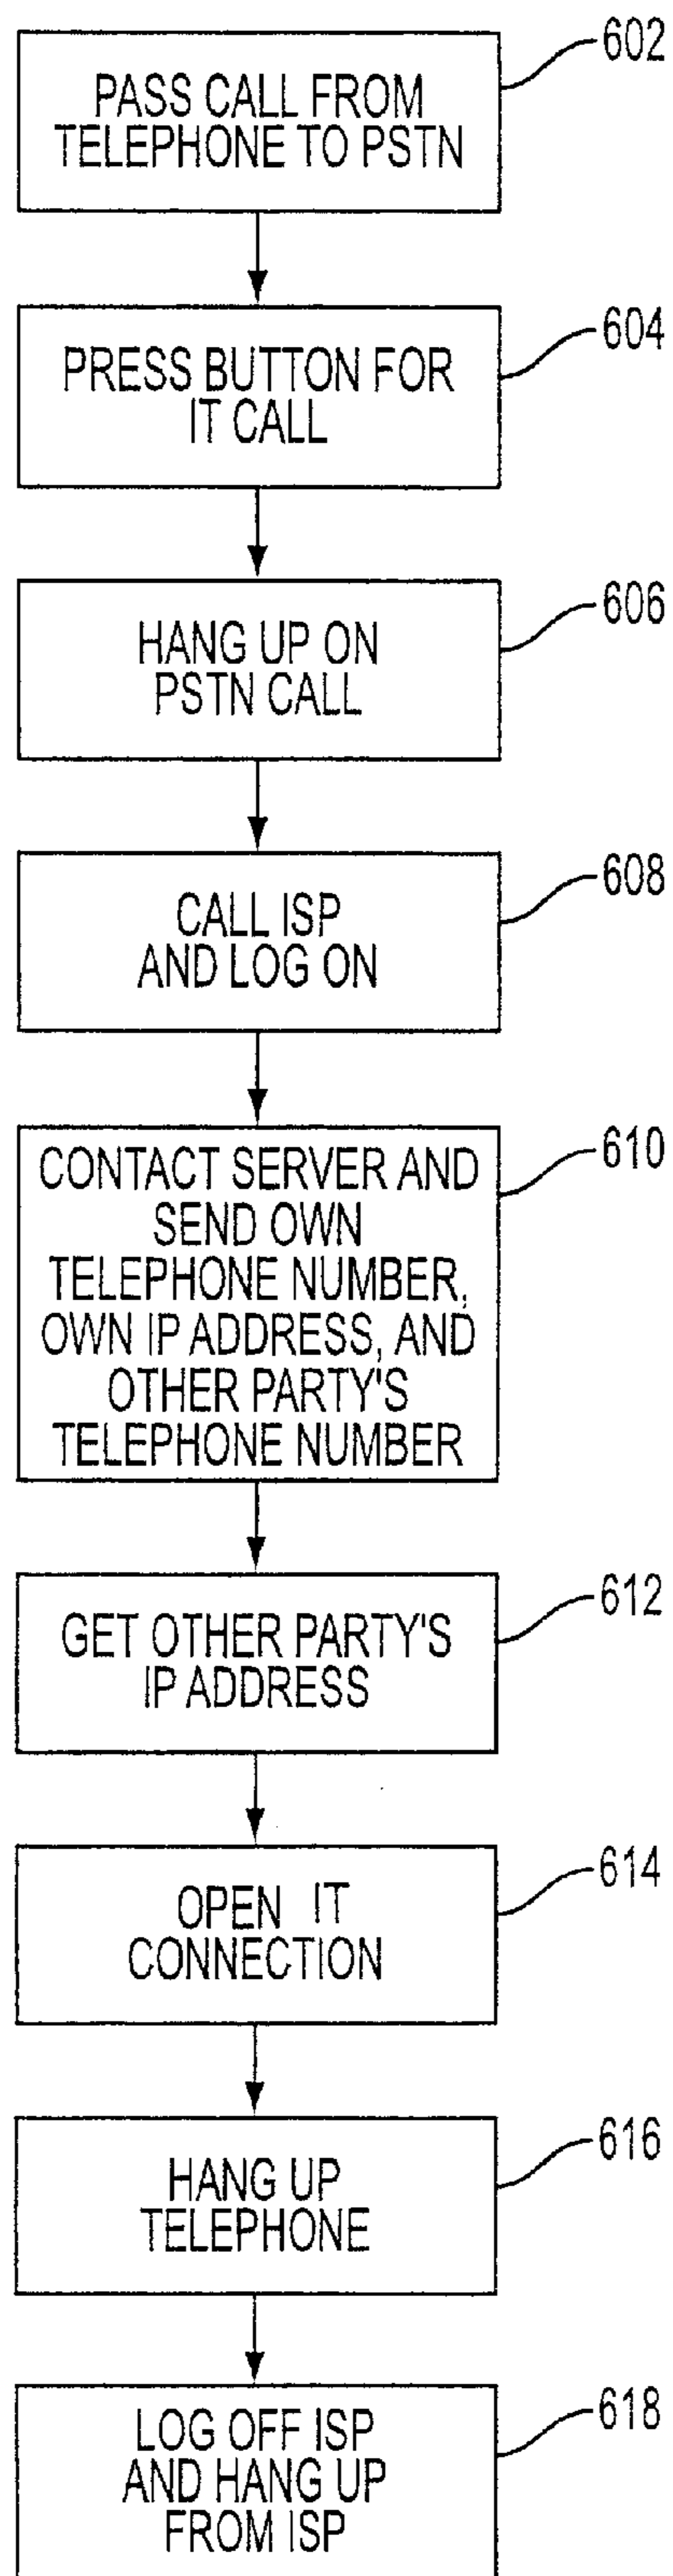 602
PASS CALL FROM
TELEPHONE TO PSTN
604
PRESS BUTTON FOR
IT CALL
606
HANG UP ON
PSTN CALL
608
CALL ISP
AND LOG ON
610
CONTACT SERVER AND
SEND OWN
TELEPHONE NUMBER,
OWN IP ADDRESS, AND
OTHER PARTY'S
TELEPHONE NUMBER
612
GET OTHER PARTY'S
IP ADDRESS
614
OPEN IT
CONNECTION
616
HANG UP
TELEPHONE
618
LOG OFF ISP
AND HANG UP
FROM ISP